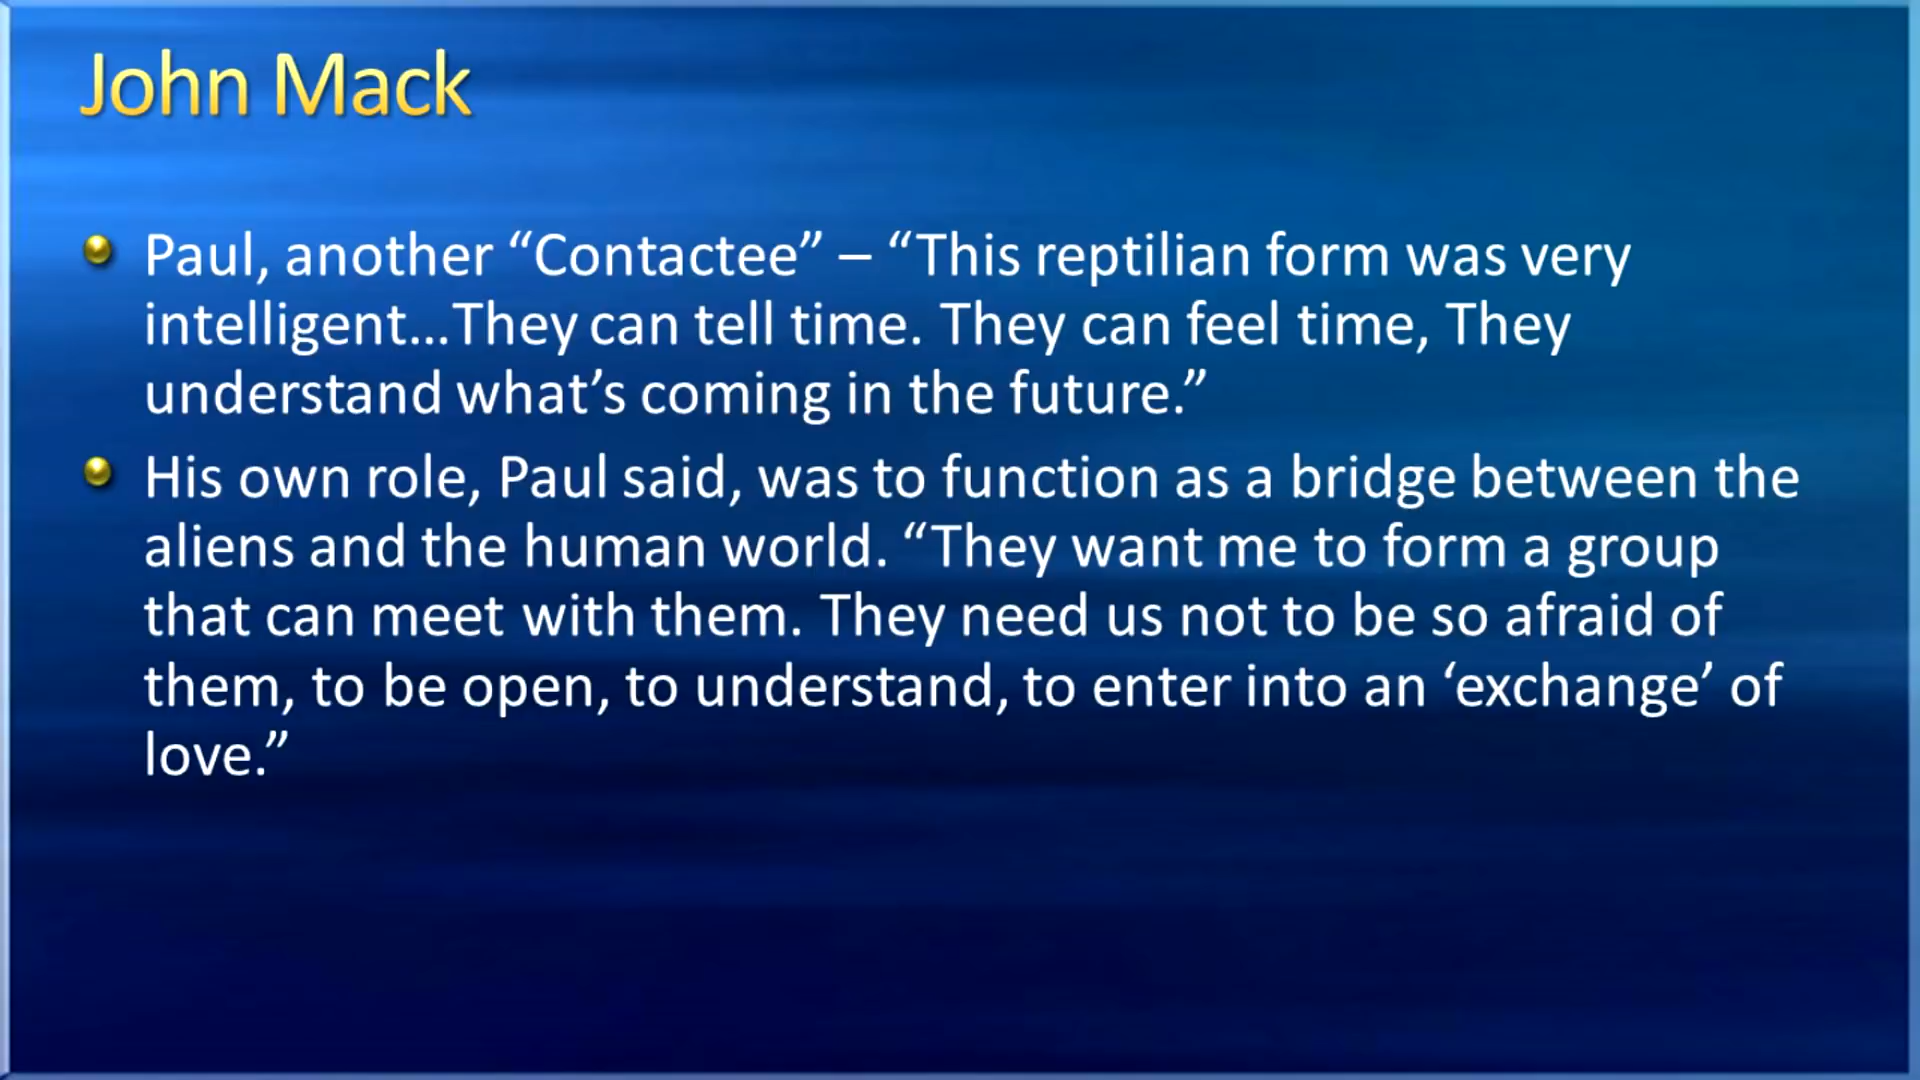 John Mack
Paul, another “Contactee” – “This reptilian form was very
intelligent…They can tell time. They can feel time, They
understand what’s coming in the future.”
His own role, Paul said, was to function as a bridge between the
aliens and the human world. “They want me to form a group
that can meet with them. They need us not to be so afraid of
them, to be open, to understand, to enter into an ‘exchange’ of
love.”